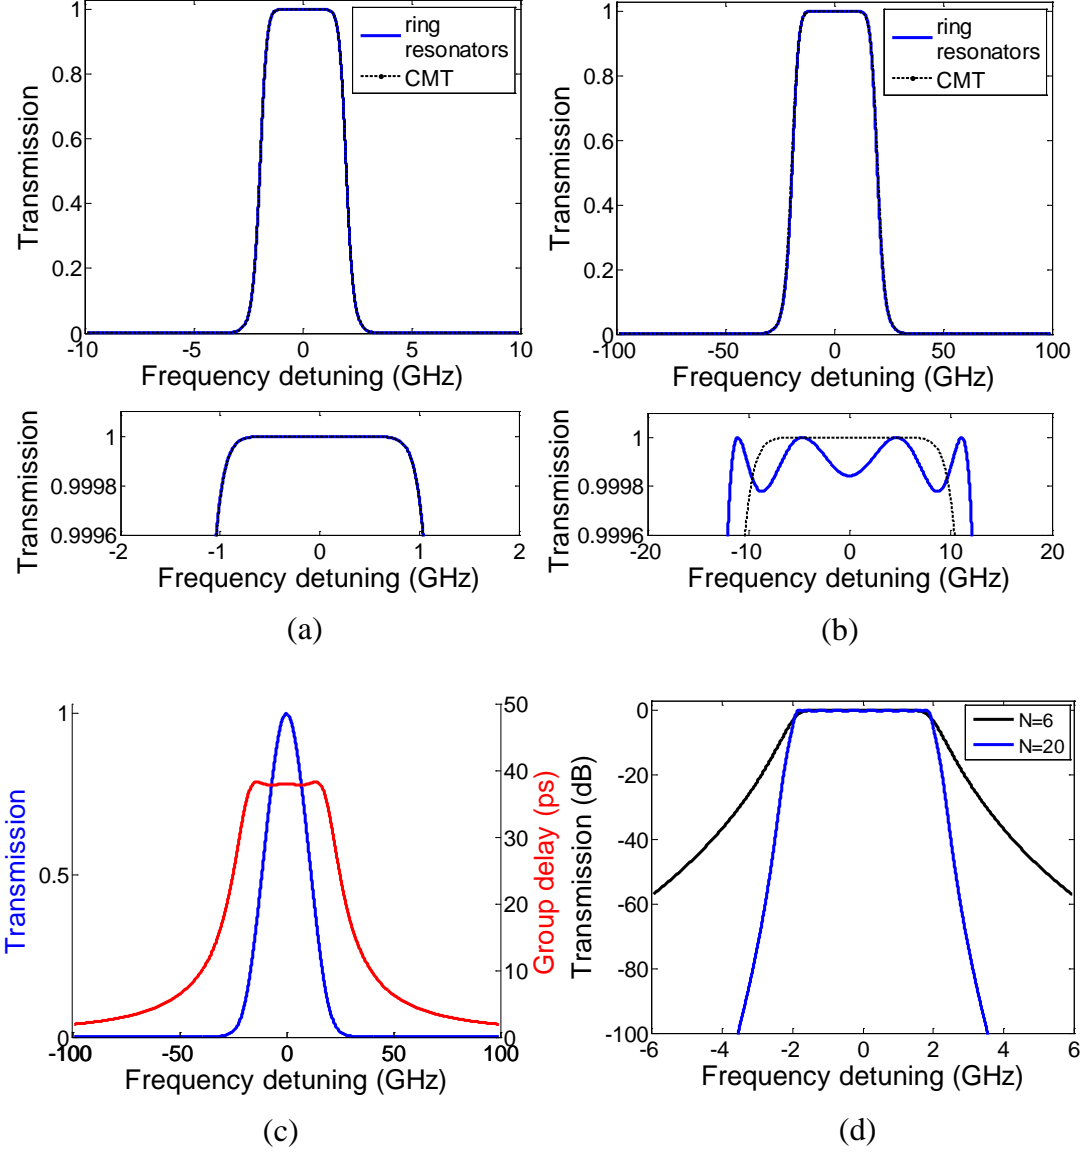 1
0.8
0.6
0.4
0.2
0
Transmission
-10
-5
0
5
10
Frequency detuning (GHz)
ring
resonators
CMT
1
0.8
0.6
0.4
0.2
0
Transmission
-100
-50
0
50
100
Frequency detuning (GHz)
ring
resonators
CMT
1
0.9998
0.9996
Transmission
-2
-1
0
1
2
Frequency detuning (GHz)
(a)
1
0.9998
0.9996
Transmission
-20
-10
0
10
20
Frequency detuning (GHz)
(b)
1
0.5
0
Transmission
50
40
30
20
10
0
Group delay (ps)
-100
-50
0
50
100
Frequency detuning (GHz)
(c)
0
-20
-40
-60
-80
-100
Transmission (dB)
N=6
N=20
-6
-4
-2
0
2
4
6
Frequency detuning (GHz)
(d)